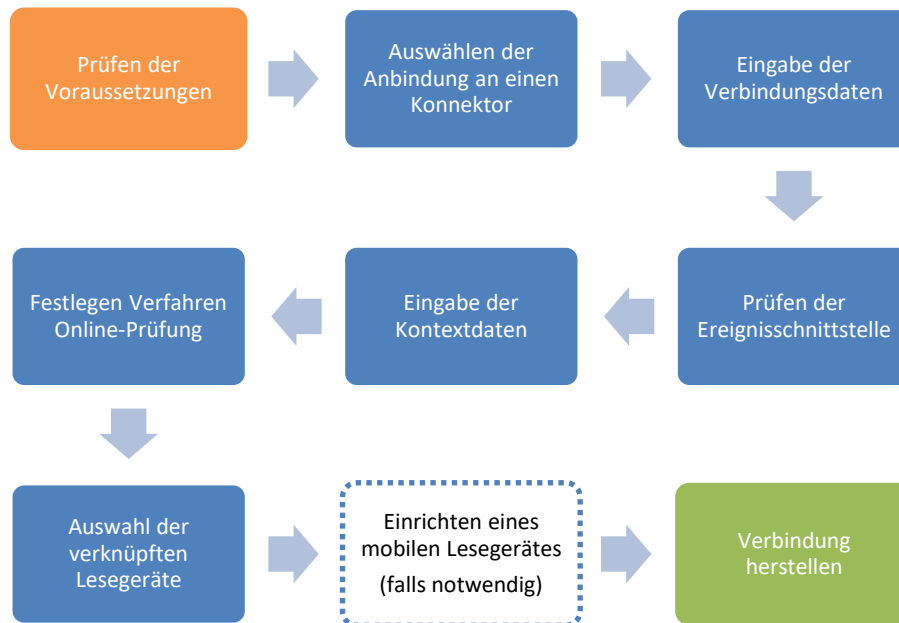 Prüfen der
Voraussetzungen
Auswählen der
Anbindung an einen
Konnektor
Eingabe der
Verbindungsdaten
Prüfen der
Ereignisschnittstelle
Eingabe der
Kontextdaten
Festlegen Verfahren
Online-Prüfung
Auswahl der
verknüpften
Lesegeräte
Einrichten eines
mobilen Lesegerätes
(falls notwendig)
Verbindung
herstellen